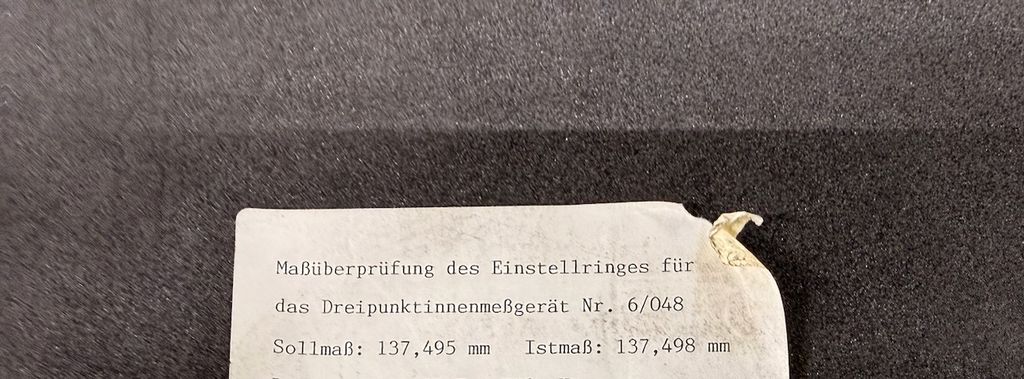 Maßüberprüfung des Einstellringes für
das Dreipunktinnenmeßgerät Nr. 6/048
Sollmaß: 137,495 mm   Istmaß: 137,498 mm